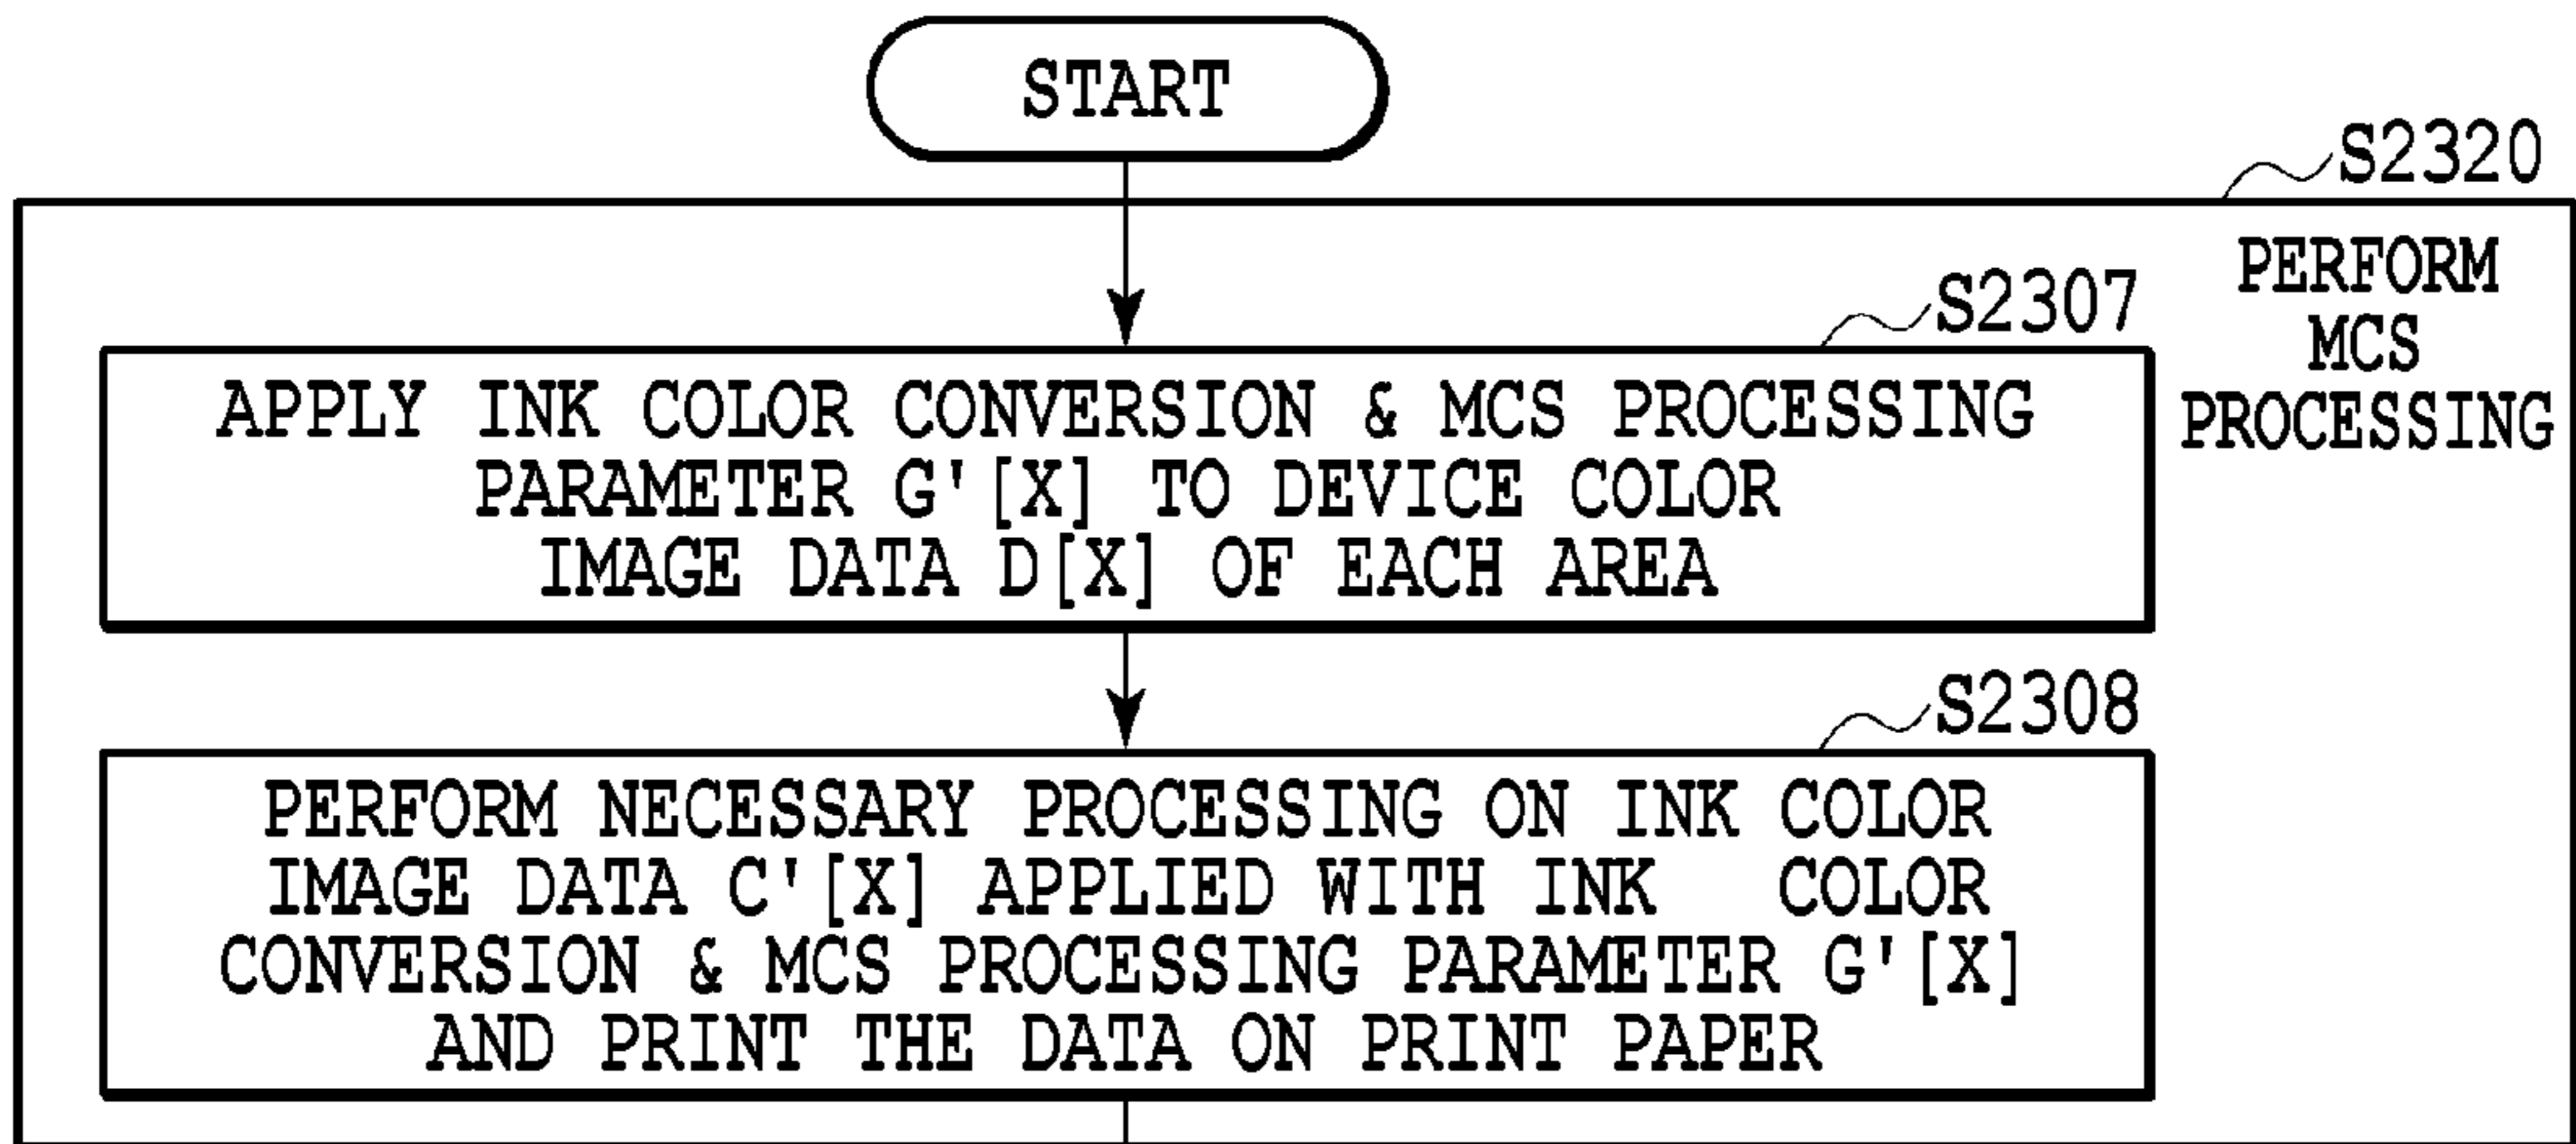 START
S2320
PERFORM
MCS
PROCESSING
S2307
APPLY INK COLOR CONVERSION & MCS PROCESSING
PARAMETER G'[X] TO DEVICE COLOR
IMAGE DATA D[X] OF EACH AREA
S2308
PERFORM NECESSARY PROCESSING ON INK COLOR
IMAGE DATA C'[X] APPLIED WITH INK COLOR
CONVERSION & MCS PROCESSING PARAMETER G'[X]
AND PRINT THE DATA ON PRINT PAPER